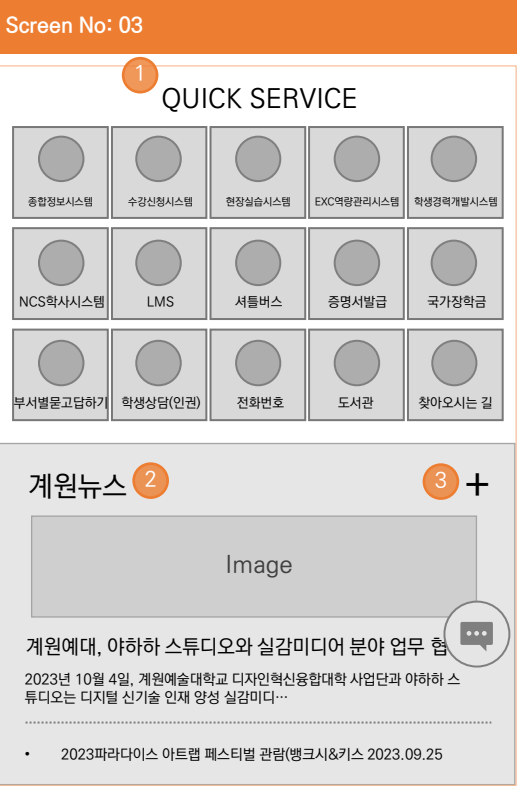 Screen No: 03
1
QUICK SERVICE
종합정보시스템 수강신청시스템 현장실습시스템 EXC역량관리시스템 학생경력개발시스템
NCS학사시스템 LMS 셔틀버스 증명서발급 국가장학금
부서별묻고답하기 학생상담(인권) 전화번호 도서관 찾아오시는 길
계원뉴스 2 3 +
Image
계원예대, 야하하 스튜디오와 실감미디어 분야 업무 협
2023년 10월 4일, 계원예술대학교 디자인혁신융합대학 사업단과 야하하 스
튜디오는 디지털 신기술 인재 양성 실감미디…
• 2023파라다이스 아트랩 페스티벌 관람(뱅크시&키스 2023.09.25